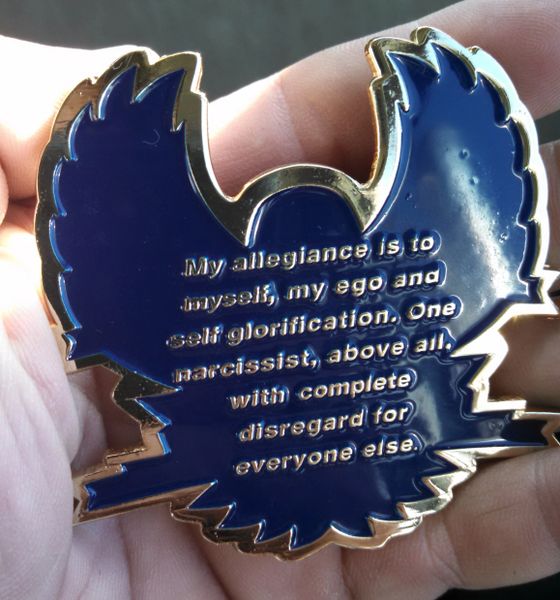 My allegiance is to
myself, my ego and
self glorification. One
narcissist, above all,
with complete
disregard for
everyone else.